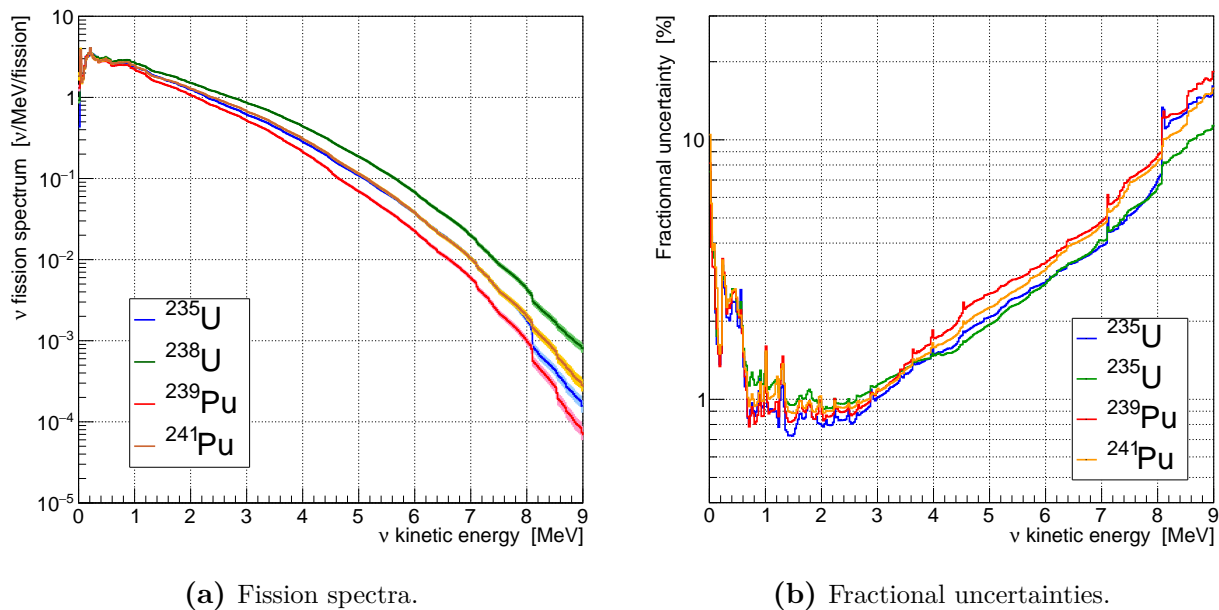 ν fission spectrum [ν/MeV/fission]
10
1
10⁻¹
10⁻²
10⁻³
10⁻⁴
10⁻⁵
²³⁵U
²³⁸U
²³⁹Pu
²⁴¹Pu
0 1 2 3 4 5 6 7 8 9
ν kinetic energy [MeV]
(a) Fission spectra.
Fractionnal uncertainty [%]
10
1
²³⁵U
²³⁵U
²³⁹Pu
²⁴¹Pu
0 1 2 3 4 5 6 7 8 9
ν kinetic energy [MeV]
(b) Fractional uncertainties.